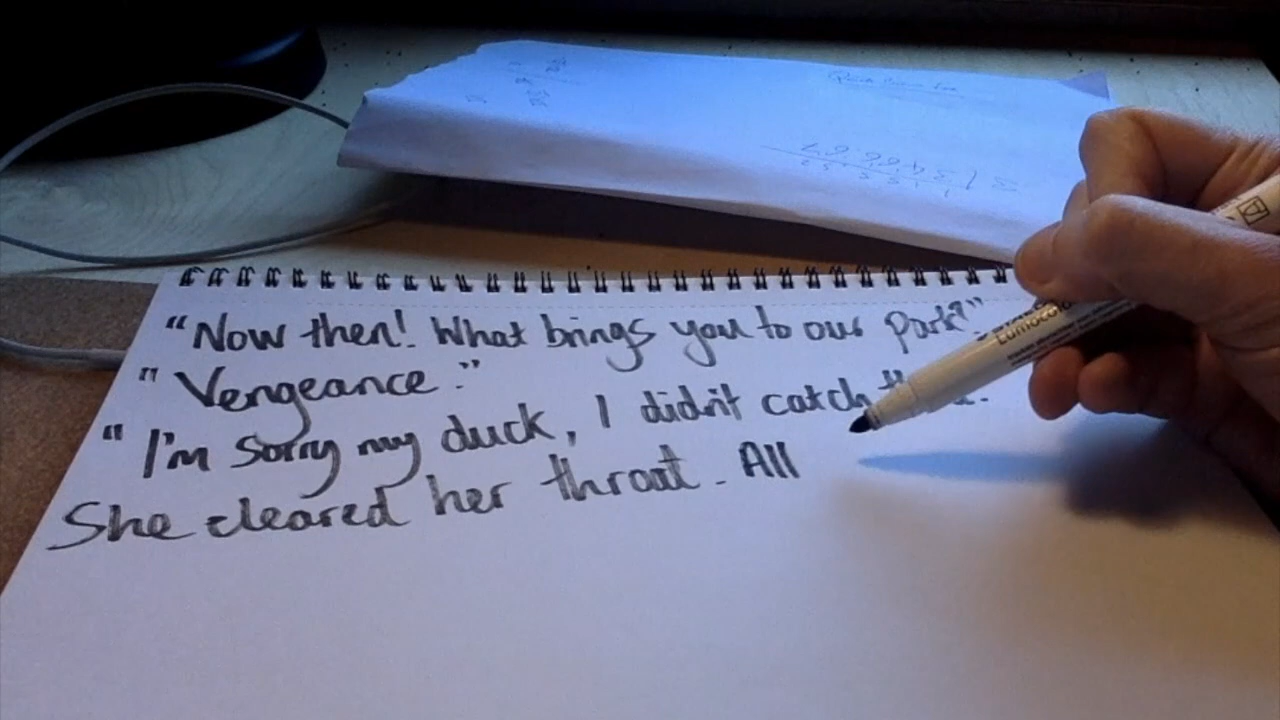 "Now then! What brings you to our Park?"
"Vengeance."
"I'm sorry my duck, I didn't catch
She cleared her throat. All
Lumocolo